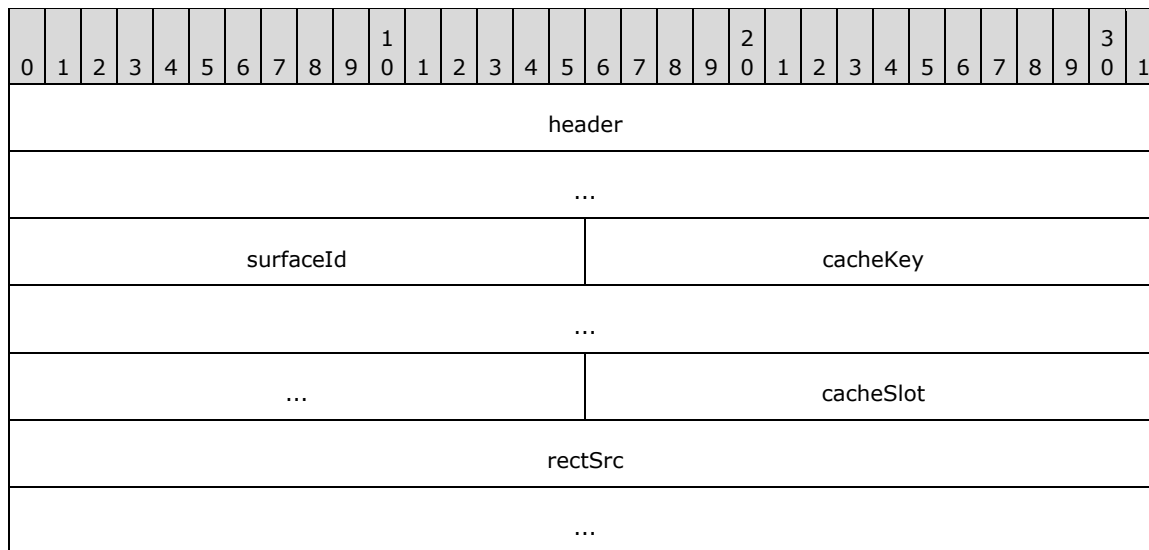 1 2 3
0 1 2 3 4 5 6 7 8 9 0 1 2 3 4 5 6 7 8 9 0 1 2 3 4 5 6 7 8 9 0 1
header
...
surfaceId cacheKey
...
... cacheSlot
rectSrc
...